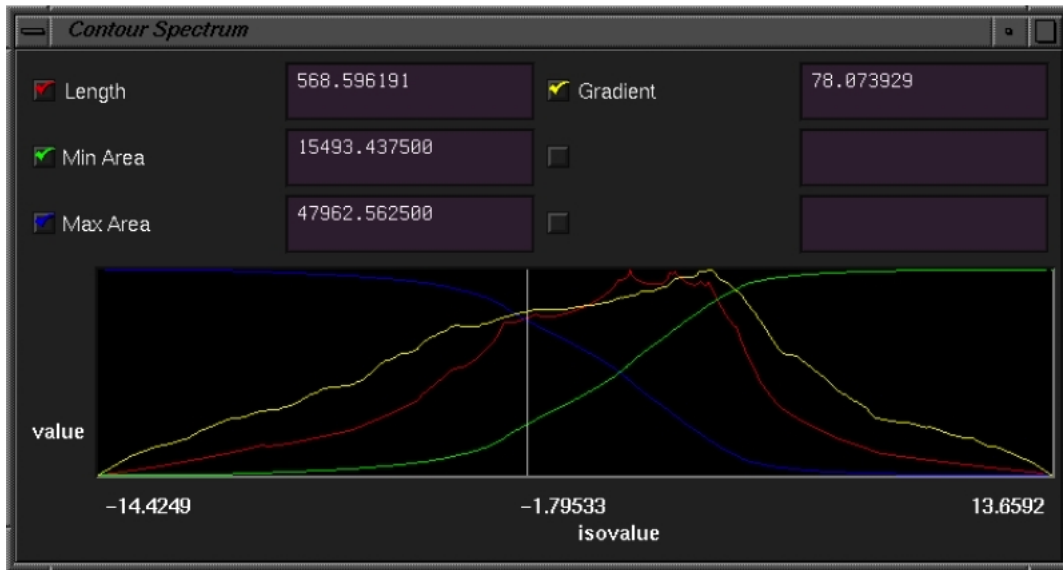 Contour Spectrum
Length 568.596191 Gradient 78.073929
Min Area 15493.437500
Max Area 47962.562500
value
-14.4249 -1.79533 13.6592
isovalue